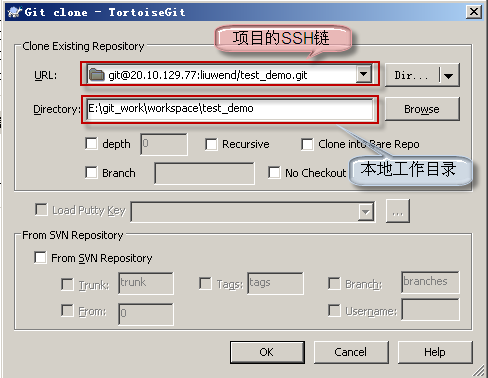 Git clone - TortoiseGit
Clone Existing Repository
项目的SSH链
URL: git@20.10.129.77:liuwend/test_demo.git Dir...
Directory: E:\git_work\workspace\test_demo Browse
depth 0 Recursive Clone into Bare Repo
Branch No Checkout
本地工作目录
Load Putty Key ...
From SVN Repository
From SVN Repository
Trunk: trunk Tags: tags Branch: branches
From: 0 Username:
OK Cancel Help